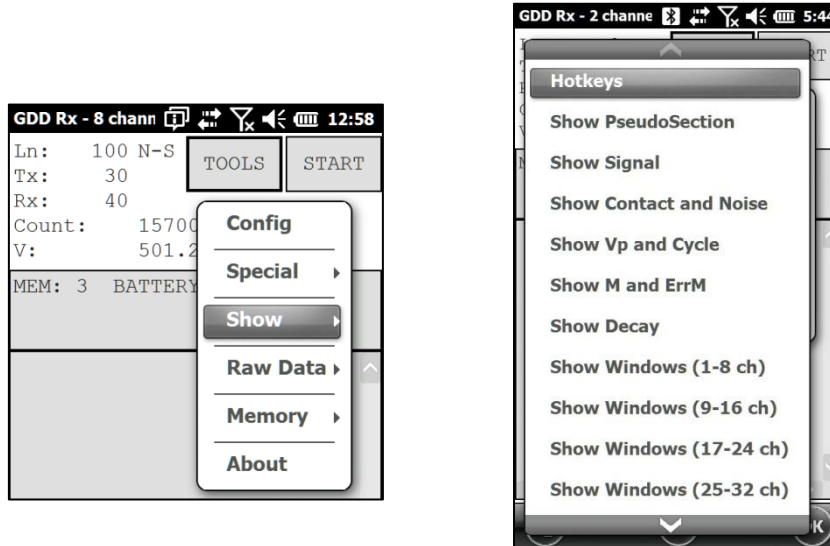 GDD Rx - 8 chann 12:58
Ln: 100 N-S
Tx: 30
Rx: 40
Count: 15700
V: 501.2
TOOLS
START
MEM: 3 BATTERY
Config
Special
Show
Raw Data
Memory
About
GDD Rx - 2 channe 5:44
Hotkeys
Show PseudoSection
Show Signal
Show Contact and Noise
Show Vp and Cycle
Show M and ErrM
Show Decay
Show Windows (1-8 ch)
Show Windows (9-16 ch)
Show Windows (17-24 ch)
Show Windows (25-32 ch)